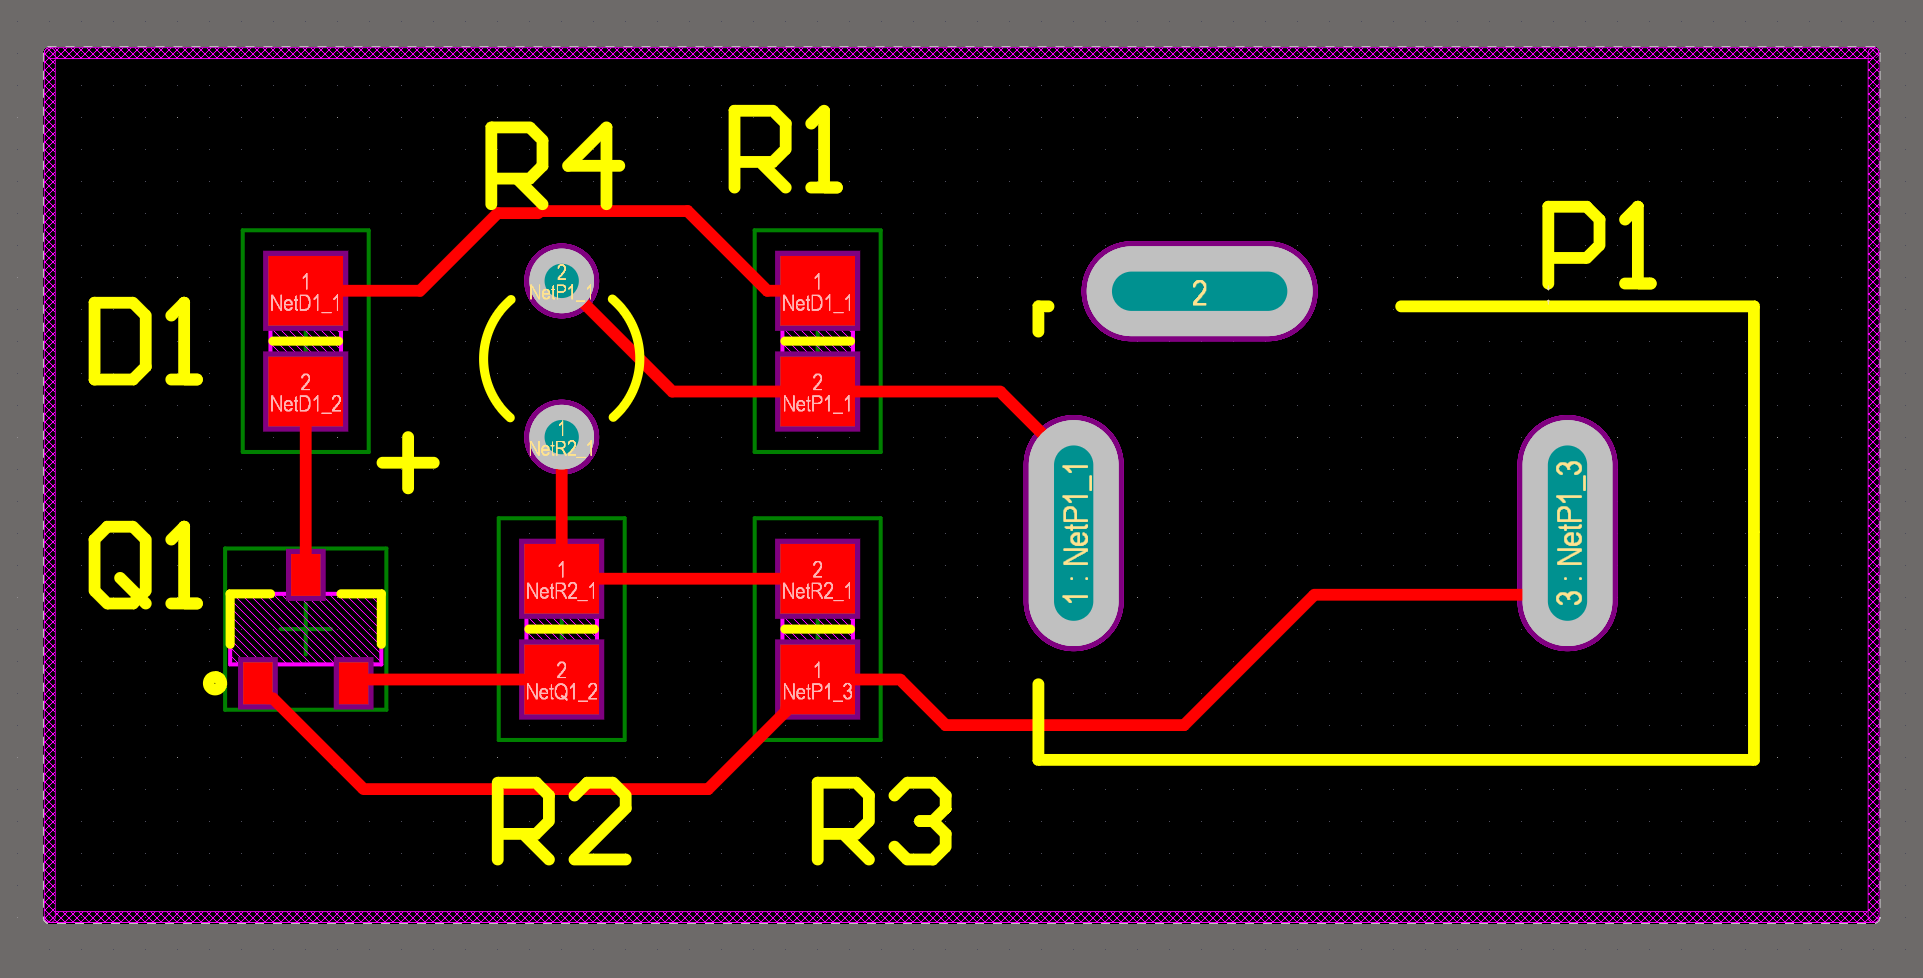 R4
R1
P1
D1
1
NetD1_1
2
NetD1_2
+
2
NetP1_1
1
NetR2_1
1
NetD1_1
2
NetP1_1
2
1 : NetP1_1
3 : NetP1_3
Q1
1
NetR2_1
2
NetQ1_2
2
NetR2_1
1
NetP1_3
R2
R3